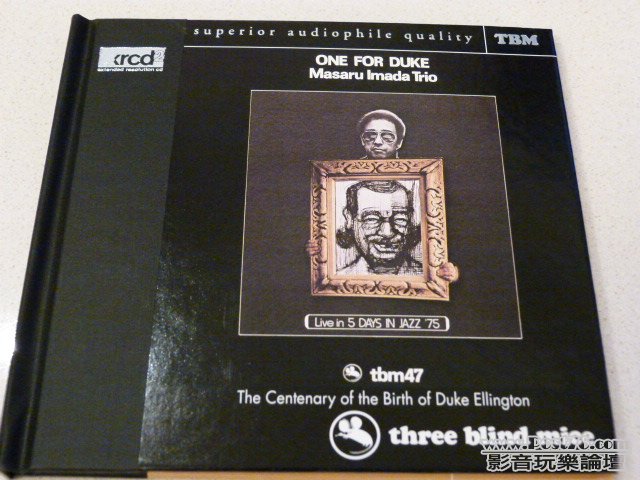 superior audiophile quality TBM
xrcd2
extended resolution cd
ONE FOR DUKE
Masaru Imada Trio
Live in 5 DAYS IN JAZZ '75
tbm47
The Centenary of the Birth of Duke Ellington
three blind mice
影音玩樂論壇